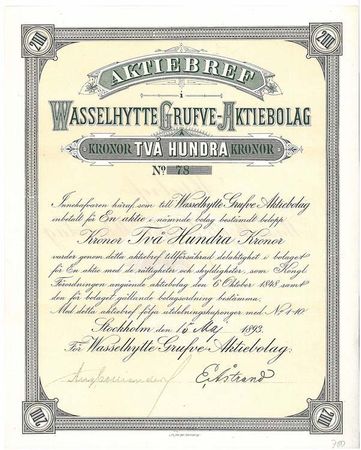 200 200
AKTIEBREF
i
WASSELHYTTE GRUFVE-AKTIEBOLAG
Å
KRONOR TVÅ HUNDRA KRONOR
No 78
Innehafvaren häraf, som till Wasselhytte Grufve Aktiebolag
inbetalt för En aktie i nämnde bolag bestämdt belopp
Kronor Två Hundra Kronor
varder genom detta aktiebref tillförsäkrad delaktighet i bolaget
för En aktie med de rättigheter och skyldigheter, som Kongl.
Förordningen angående aktiebolag den 6 Oktober 1848 samt den
för bolaget gällande bolagsordning bestämma.
Med detta aktiebref följa utdelningskuponger med No 1-10.
Stockholm den 15 Maj 1893.
För Wasselhytte Grufve-Aktiebolag:
E. Åstrand
200 200
700